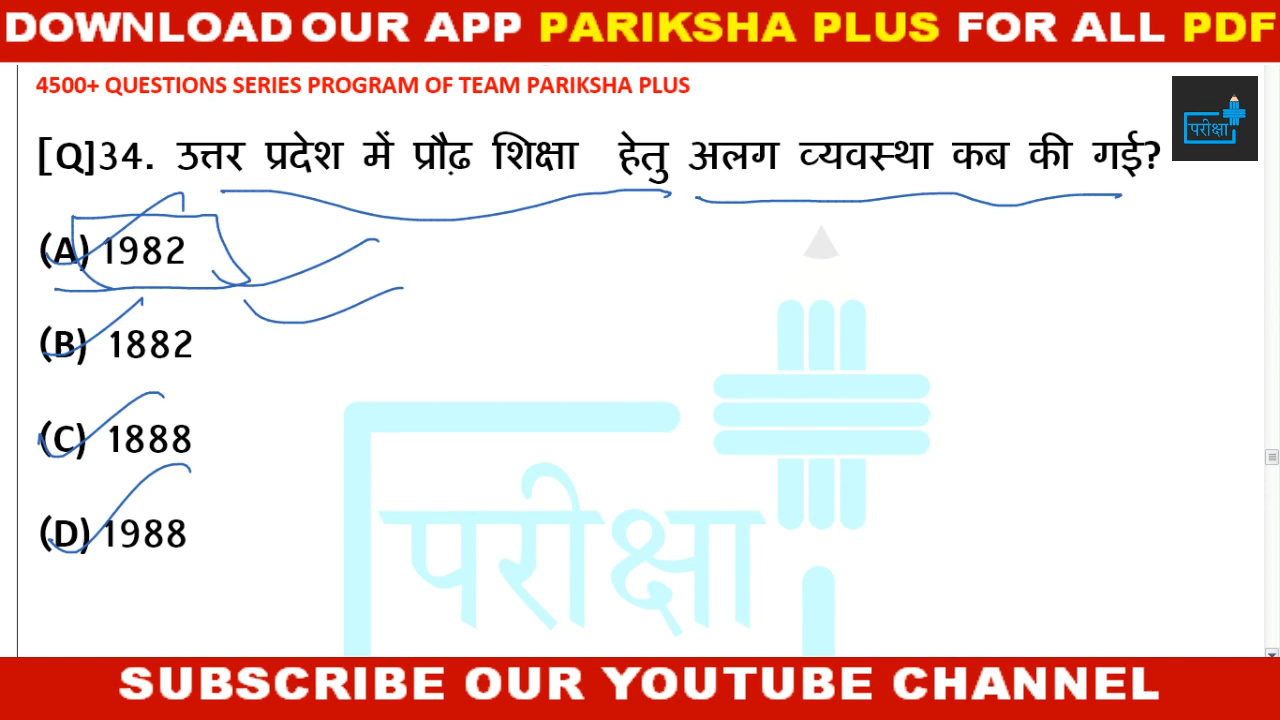 DOWNLOAD OUR APP PARIKSHA PLUS FOR ALL PDF
4500+ QUESTIONS SERIES PROGRAM OF TEAM PARIKSHA PLUS
परीक्षा
[Q]34. उत्तर प्रदेश में प्रौढ़ शिक्षा हेतु अलग व्यवस्था कब की गई?
(A) 1982
(B) 1882
(C) 1888
(D) 1988
परीक्षा
SUBSCRIBE OUR YOUTUBE CHANNEL